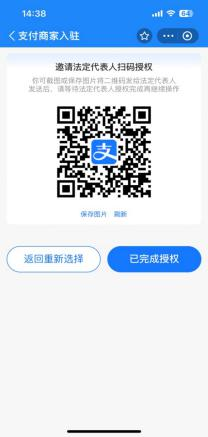 14:38
64
支付商家入驻
邀请法定代表人扫码授权
你可截图或保存图片将二维码发给法定代表人
发送后，请等待法定代表人授权完成再继续操作
支
保存图片 刷新
返回重新选择
已完成授权